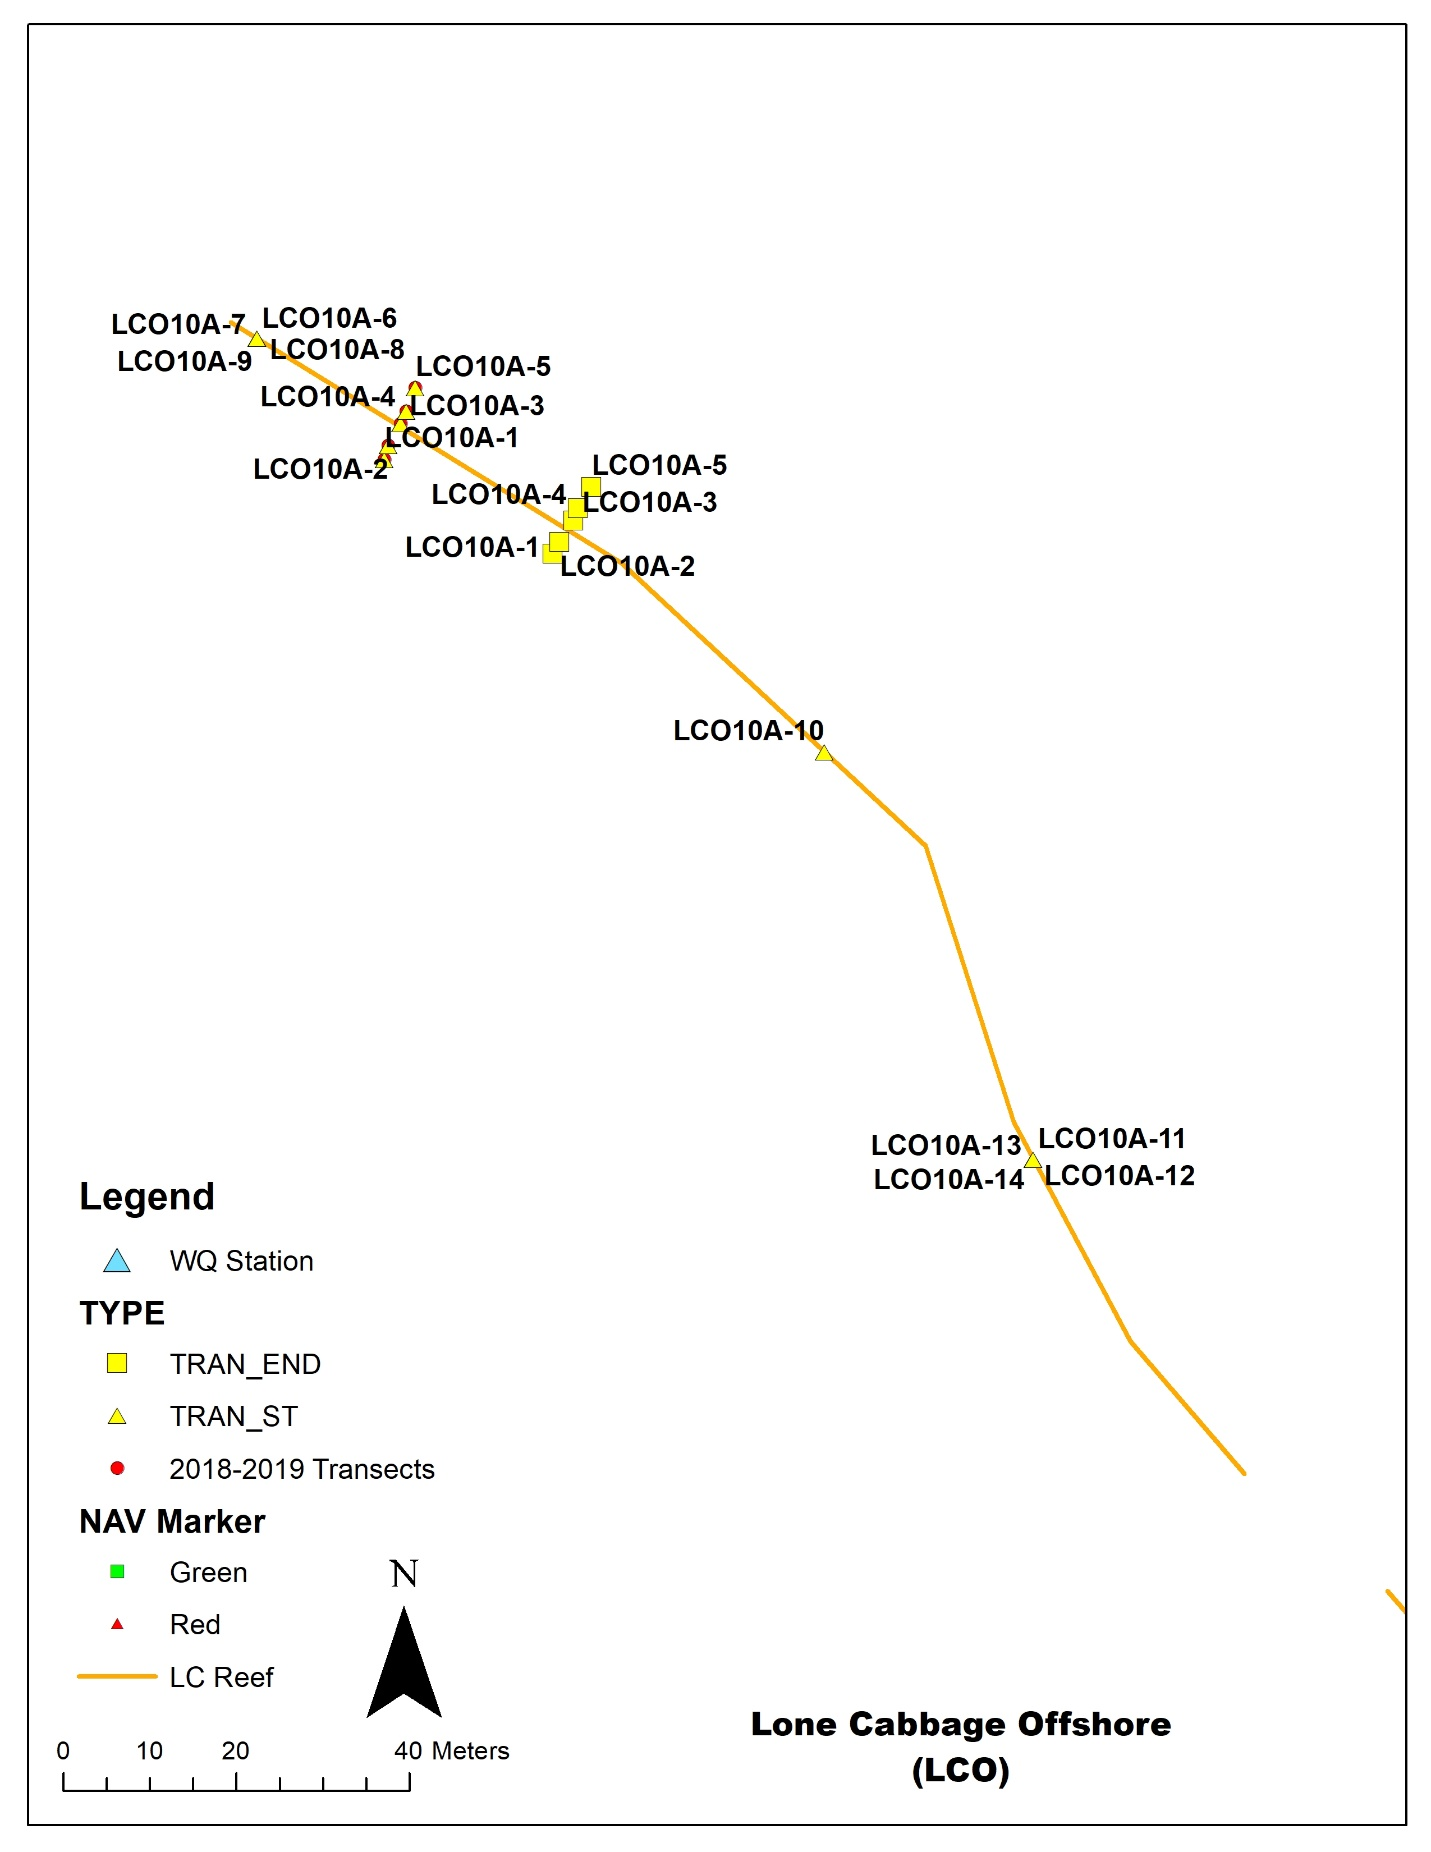 LCO10A-7
LCO10A-6
LCO10A-9
LCO10A-8
LCO10A-5
LCO10A-4
LCO10A-3
LCO10A-1
LCO10A-2
LCO10A-5
LCO10A-4
LCO10A-3
LCO10A-1
LCO10A-2
LCO10A-10
LCO10A-13
LCO10A-11
LCO10A-14
LCO10A-12
Legend
WQ Station
TYPE
TRAN_END
TRAN_ST
2018-2019 Transects
NAV Marker
Green
Red
LC Reef
N
0 10 20 40 Meters
Lone Cabbage Offshore
(LCO)